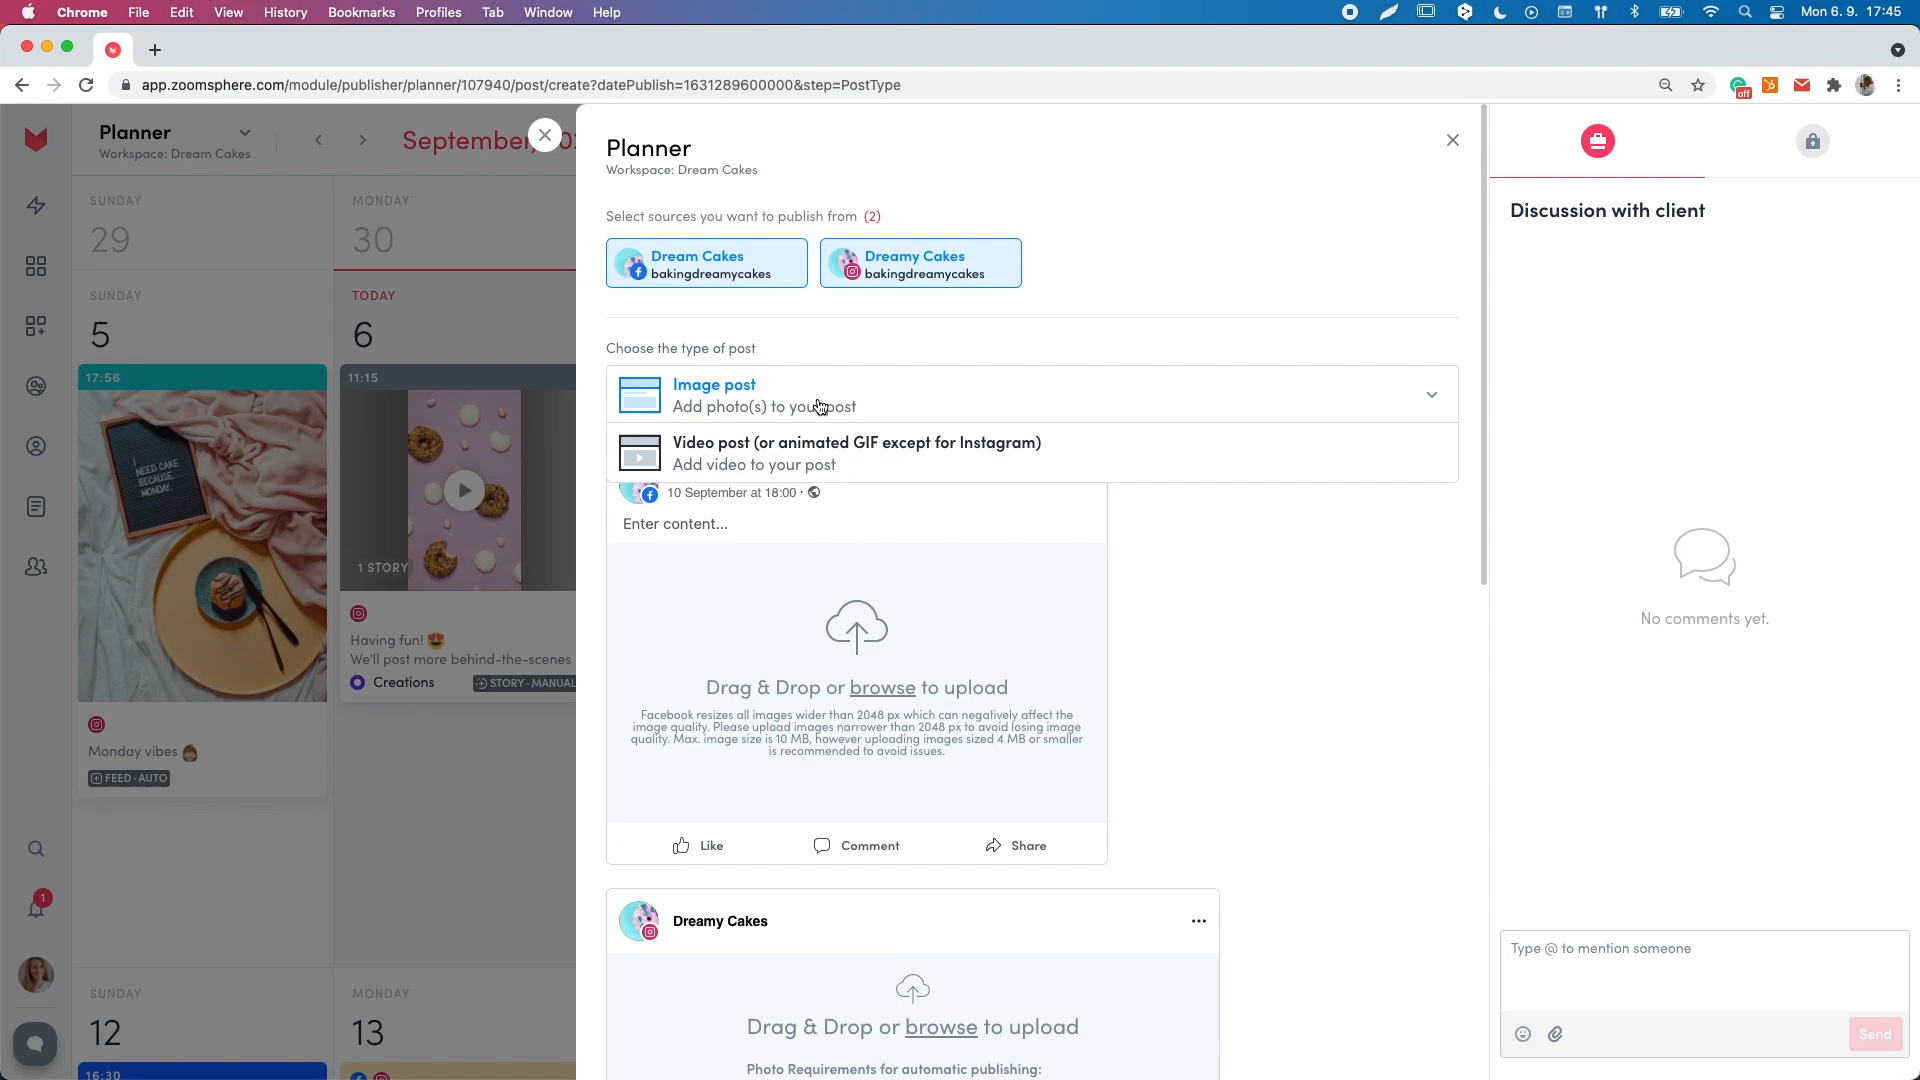 Chrome File Edit View History Bookmarks Profiles Tab Window Help Mon 6. 9. 17:45
app.zoomsphere.com/module/publisher/planner/107940/post/create?datePublish=1631289600000&step=PostType
off
Planner
Workspace: Dream Cakes
September,
SUNDAY
29
MONDAY
30
SUNDAY
5
TODAY
6
17:56
I
NEED CAKE
BECAUSE
MONDAY.
Monday vibes
FEED · AUTO
11:15
1 STORY
Having fun!
We'll post more behind-the-scenes
Creations
STORY · MANUAL
SUNDAY
12
MONDAY
13
16:30
1
Planner
Workspace: Dream Cakes
Select sources you want to publish from (2)
Dream Cakes
bakingdreamycakes
Dreamy Cakes
bakingdreamycakes
Choose the type of post
Image post
Add photo(s) to your post
Video post (or animated GIF except for Instagram)
Add video to your post
10 September at 18:00 ·
Enter content...
Drag & Drop or browse to upload
Facebook resizes all images wider than 2048 px which can negatively affect the
image quality. Please upload images narrower than 2048 px to avoid losing image
quality. Max. image size is 10 MB, however uploading images sized 4 MB or smaller
is recommended to avoid issues.
Like Comment Share
Dreamy Cakes
Drag & Drop or browse to upload
Photo Requirements for automatic publishing:
Discussion with client
No comments yet.
Type @ to mention someone
Send